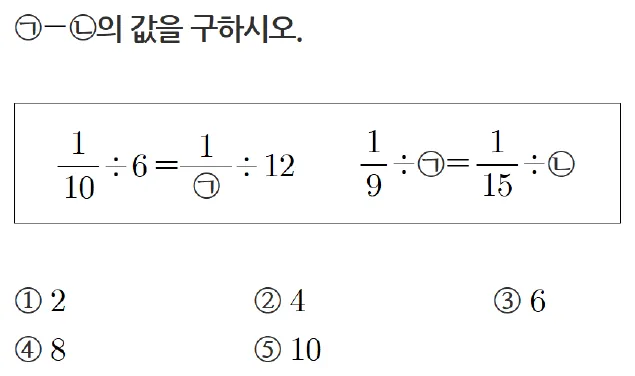 ㉠－㉡의 값을 구하시오.
1/10 ÷ 6 = 1/㉠ ÷ 12 1/9 ÷ ㉠ = 1/15 ÷ ㉡
① 2 ② 4 ③ 6
④ 8 ⑤ 10